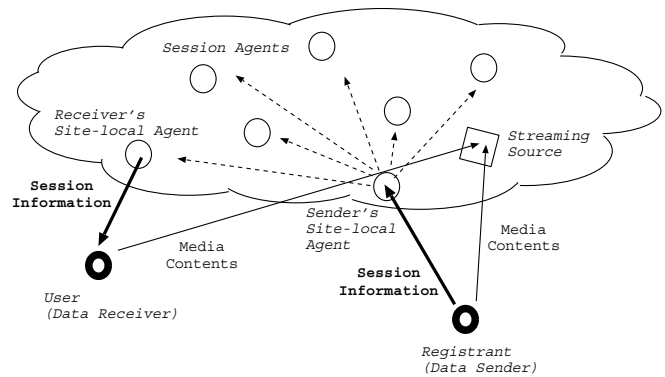 Session Agents
Receiver's
Site-local Agent
Streaming
Source
Session
Information
Sender's
Site-local
Agent
Media
Contents
Media
Contents
Session
Information
User
(Data Receiver)
Registrant
(Data Sender)